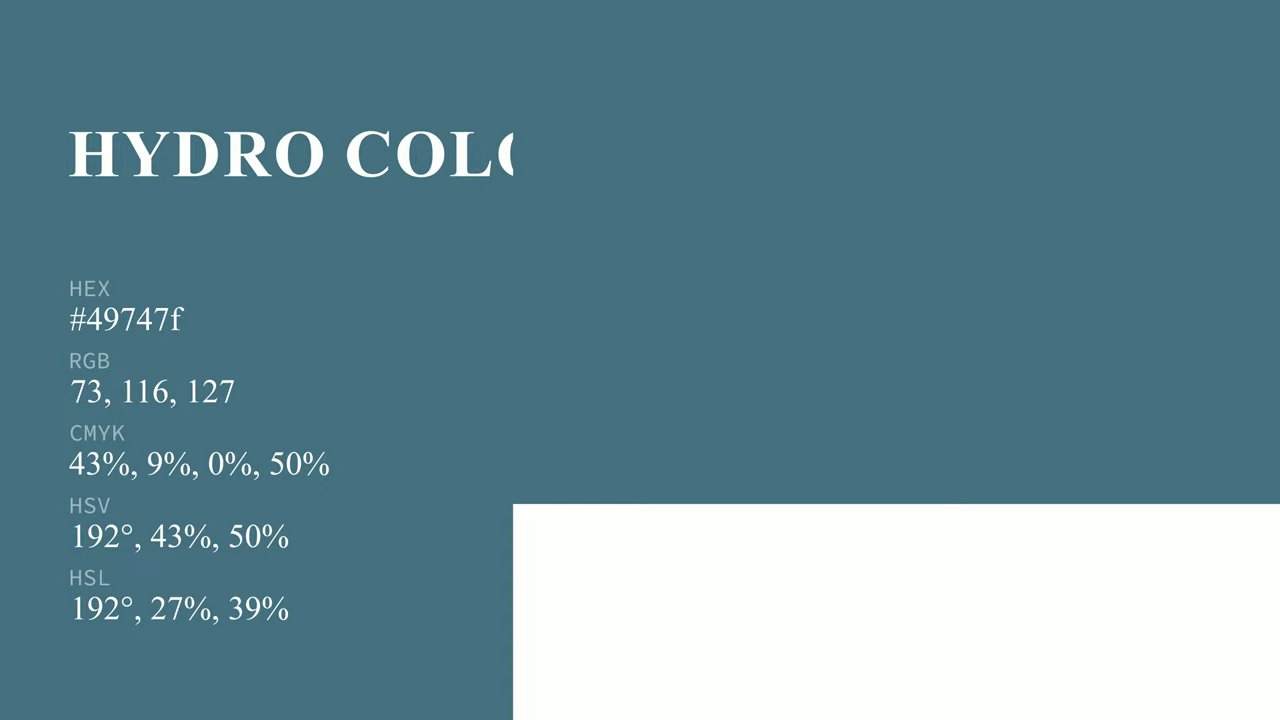 HYDRO COLO
HEX
#49747f
RGB
73, 116, 127
CMYK
43%, 9%, 0%, 50%
HSV
192°, 43%, 50%
HSL
192°, 27%, 39%